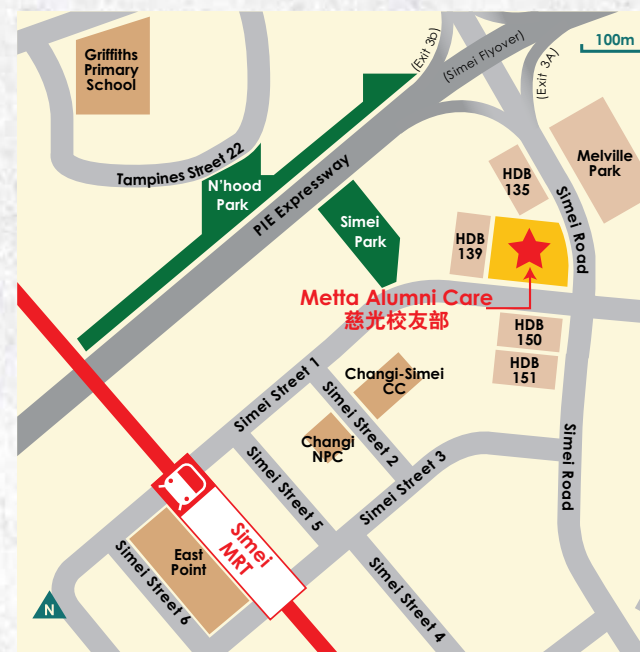 Griffiths
Primary
School
(Exit 3b)
(Simei Flyover)
(Exit 3A)
100m
Tampines Street 22
N'hood
Park
PIE Expressway
Simei
Park
HDB
135
Melville
Park
Simei Road
HDB
139
Metta Alumni Care
慈光校友部
HDB
150
HDB
151
Simei Street 1
Changi-Simei
CC
Simei Street 2
Changi
NPC
Simei Street 3
Simei Road
Simei Street 5
Simei
MRT
East
Point
Simei Street 6
Simei Street 4
N